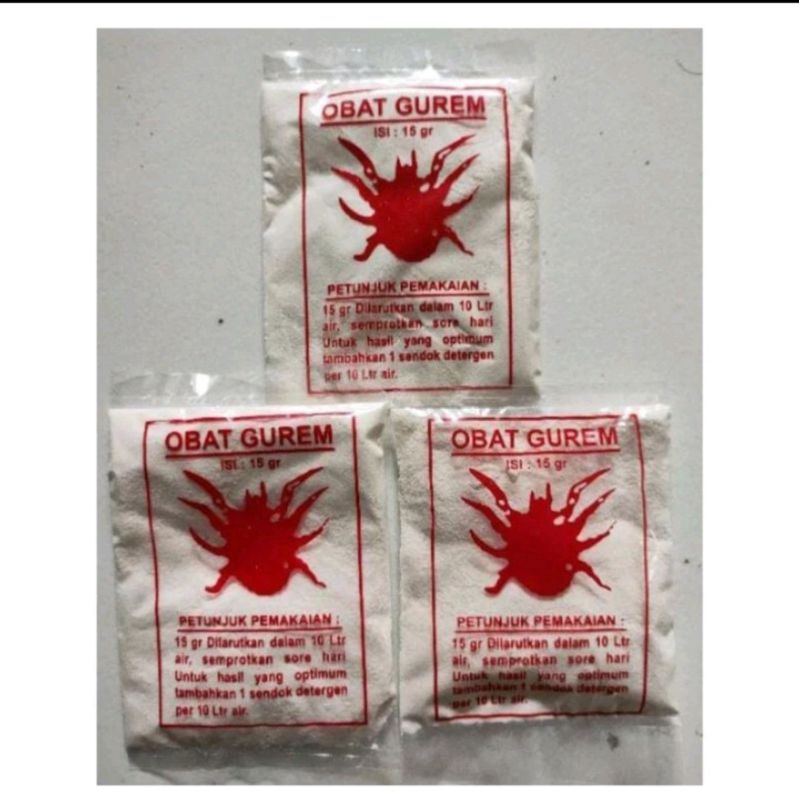 OBAT GUREM
ISI : 15 gr
PETUNJUK PEMAKAIAN :
15 gr Dilarutkan dalam 10 Ltr
air, semprotkan sore hari
Untuk hasil yang optimum
tambahkan 1 sendok detergen
per 10 Ltr air.
OBAT GUREM
ISI : 15 gr
PETUNJUK PEMAKAIAN :
15 gr Dilarutkan dalam 10 Ltr
air, semprotkan sore hari
Untuk hasil yang optimum
tambahkan 1 sendok detergen
per 10 Ltr air.
OBAT GUREM
ISI : 15 gr
PETUNJUK PEMAKAIAN :
15 gr Dilarutkan dalam 10 Ltr
air, semprotkan sore hari
Untuk hasil yang optimum
tambahkan 1 sendok detergen
per 10 Ltr air.